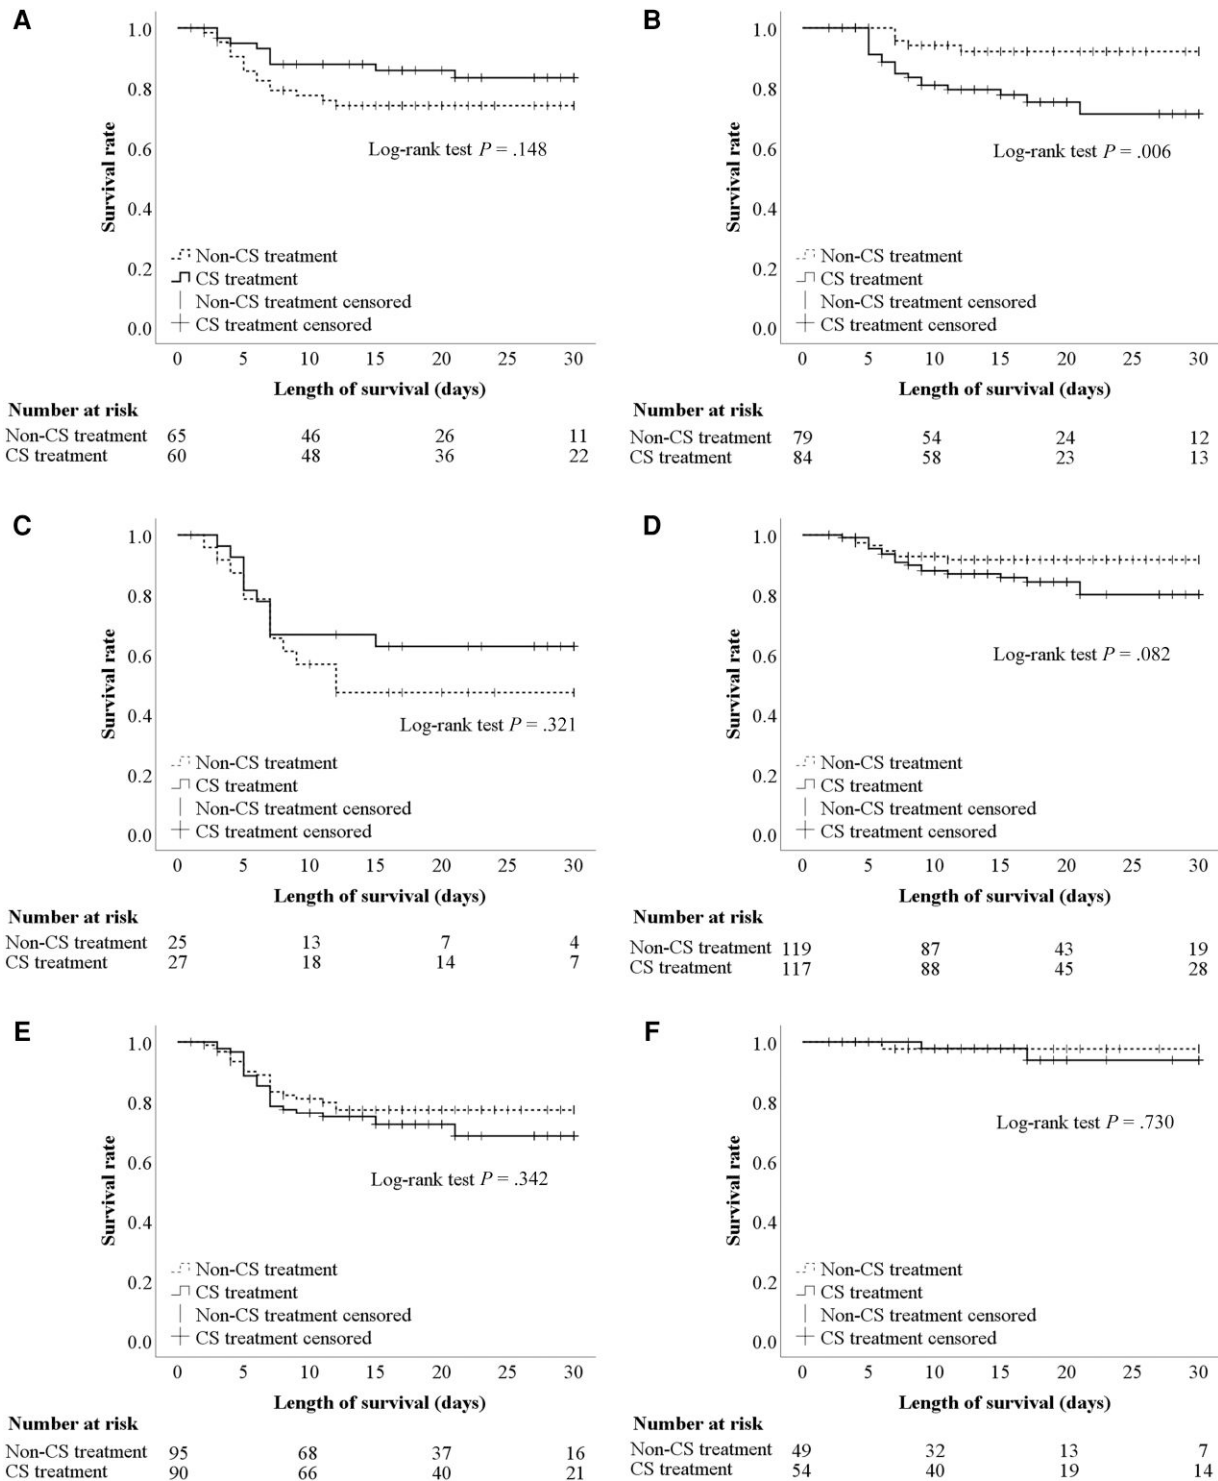 A
1.0
0.8
0.6
0.4
0.2
0.0
Survival rate
Log-rank test P = .148
Non-CS treatment
CS treatment
Non-CS treatment censored
CS treatment censored
0 5 10 15 20 25 30
Length of survival (days)
Number at risk
Non-CS treatment 65 46 26 11
CS treatment 60 48 36 22
B
1.0
0.8
0.6
0.4
0.2
0.0
Survival rate
Log-rank test P = .006
Non-CS treatment
CS treatment
Non-CS treatment censored
CS treatment censored
0 5 10 15 20 25 30
Length of survival (days)
Number at risk
Non-CS treatment 79 54 24 12
CS treatment 84 58 23 13
C
1.0
0.8
0.6
0.4
0.2
0.0
Survival rate
Log-rank test P = .321
Non-CS treatment
CS treatment
Non-CS treatment censored
CS treatment censored
0 5 10 15 20 25 30
Length of survival (days)
Number at risk
Non-CS treatment 25 13 7 4
CS treatment 27 18 14 7
D
1.0
0.8
0.6
0.4
0.2
0.0
Survival rate
Log-rank test P = .082
Non-CS treatment
CS treatment
Non-CS treatment censored
CS treatment censored
0 5 10 15 20 25 30
Length of survival (days)
Number at risk
Non-CS treatment 119 87 43 19
CS treatment 117 88 45 28
E
1.0
0.8
0.6
0.4
0.2
0.0
Survival rate
Log-rank test P = .342
Non-CS treatment
CS treatment
Non-CS treatment censored
CS treatment censored
0 5 10 15 20 25 30
Length of survival (days)
Number at risk
Non-CS treatment 95 68 37 16
CS treatment 90 66 40 21
F
1.0
0.8
0.6
0.4
0.2
0.0
Survival rate
Log-rank test P = .730
Non-CS treatment
CS treatment
Non-CS treatment censored
CS treatment censored
0 5 10 15 20 25 30
Length of survival (days)
Number at risk
Non-CS treatment 49 32 13 7
CS treatment 54 40 19 14